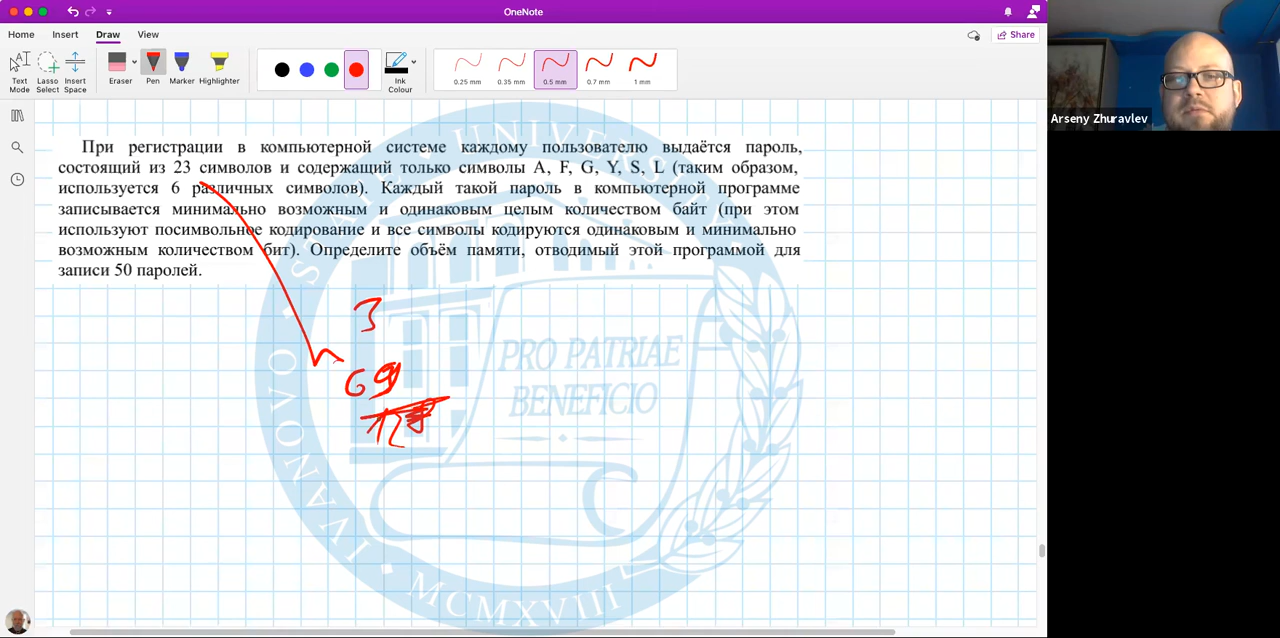 OneNote
Home Insert Draw View
Share
Text Mode
Lasso Select
Insert Space
Eraser
Pen
Marker
Highlighter
Ink Colour
0.25 mm
0.35 mm
0.5 mm
0.7 mm
1 mm
Arseny Zhuravlev
При регистрации в компьютерной системе каждому пользователю выдаётся пароль,
состоящий из 23 символов и содержащий только символы A, F, G, Y, S, L (таким образом,
используется 6 различных символов). Каждый такой пароль в компьютерной программе
записывается минимально возможным и одинаковым целым количеством байт (при этом
используют посимвольное кодирование и все символы кодируются одинаковым и минимально
возможным количеством бит). Определите объём памяти, отводимый этой программой для
записи 50 паролей.
3
69
PRO PATRIAE
BENEFICIO
IVANOVO STATE UNIVERSITY
MCMXVIII